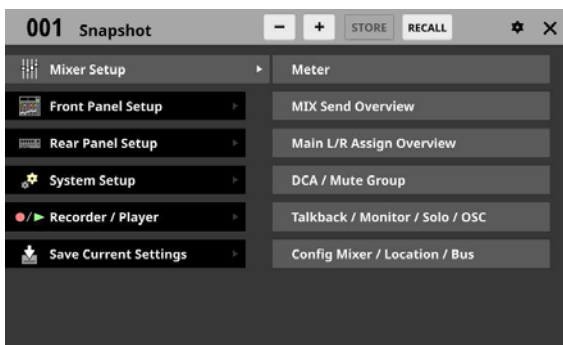 001 Snapshot - + STORE RECALL
Mixer Setup
Front Panel Setup
Rear Panel Setup
System Setup
Recorder / Player
Save Current Settings
Meter
MIX Send Overview
Main L/R Assign Overview
DCA / Mute Group
Talkback / Monitor / Solo / OSC
Config Mixer / Location / Bus